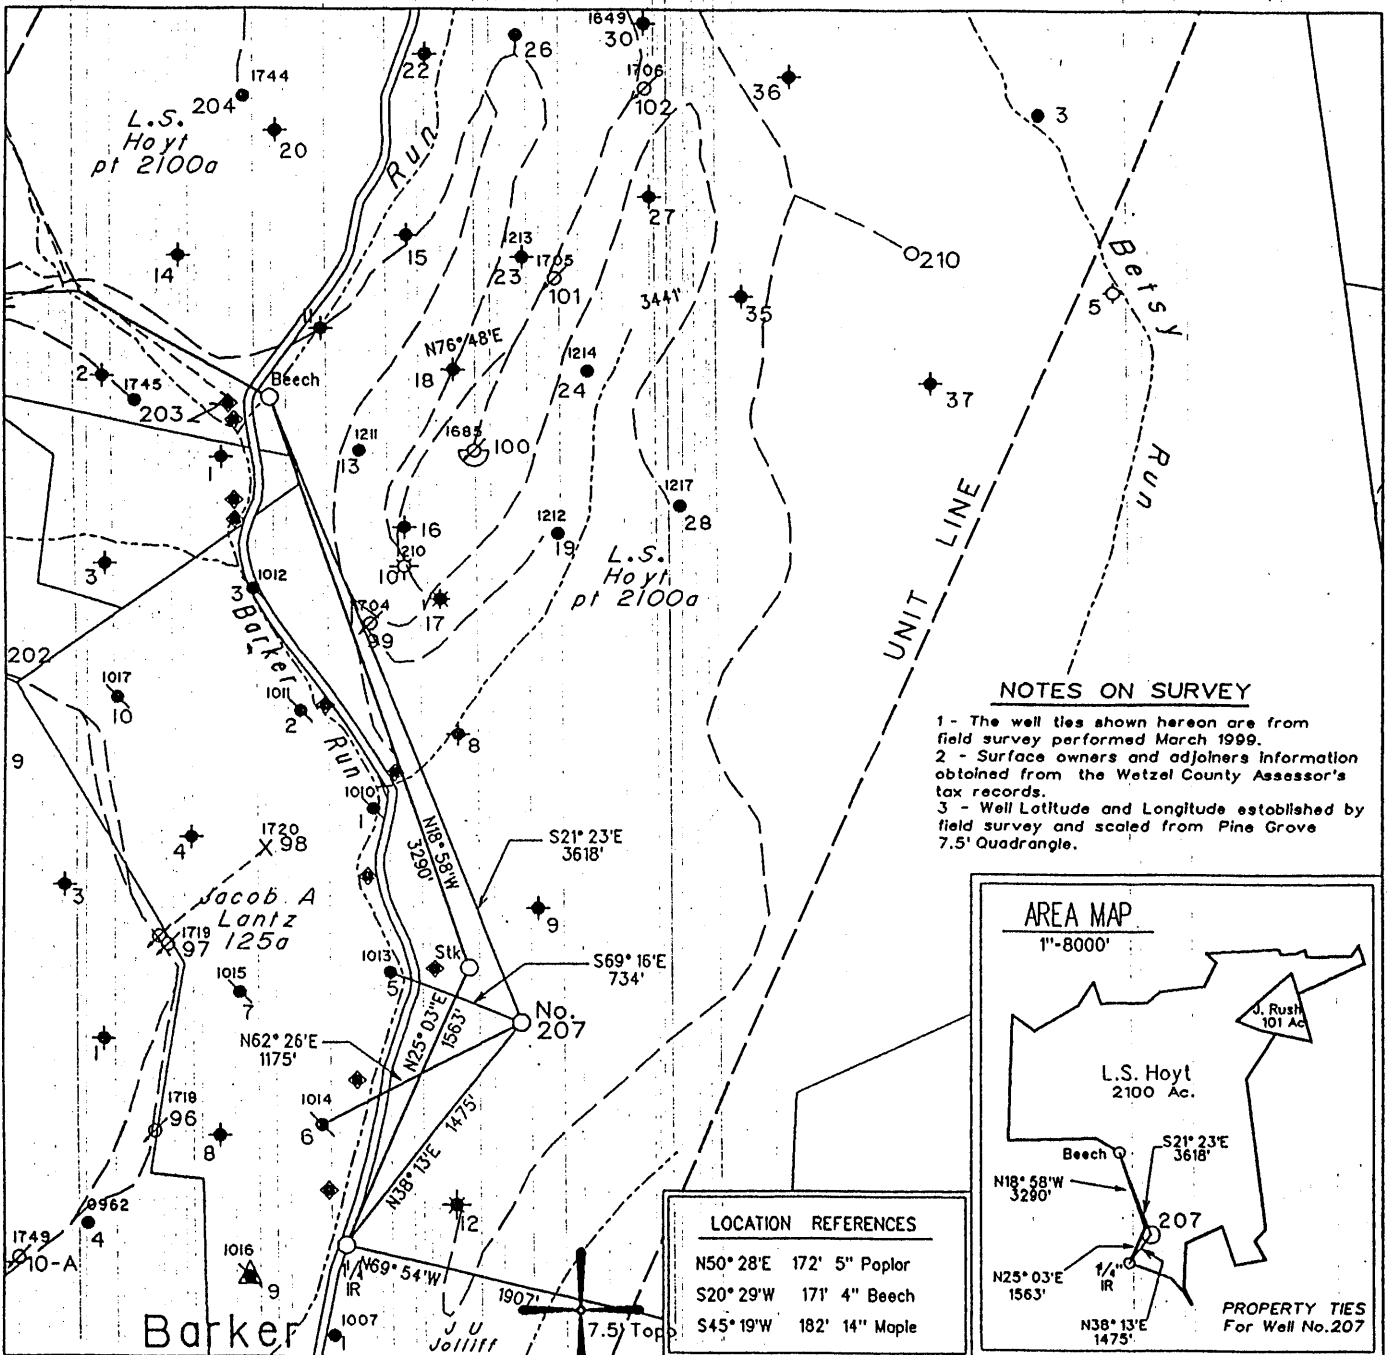 1649
30
26
22
1706
102
36
1744
204
L.S.
Hoyt
pt 2100a
20
3
Run
27
14
15
1213
23
1705
101
210
Betsy
3441'
35
5
11
N76° 48'E
18
1214
24
37
2
1745
203
Beech
1211
13
1685
100
Run
1
1217
28
16
1212
19
UNIT LINE
1210
10
L.S.
Hoyt
pt 2100a
3
1012
3
17
Barker
1704
99
202
1017
10
1011
2
Run
8
9
NOTES ON SURVEY
1 - The well ties shown hereon are from
field survey performed March 1999.
2 - Surface owners and adjoiners information
obtained from the Wetzel County Assessor's
tax records.
3 - Well Latitude and Longitude established by
field survey and scaled from Pine Grove
7.5' Quadrangle.
1010
1
4
1720
98
N18° 58'W
3290'
S21° 23'E
3618'
3
Jacob A
Lantz
125a
9
1719
97
1013
5
Stk
S69° 16'E
734'
1015
7
No.
207
1
N62° 26'E
1175'
N25° 03'E
1563'
1014
6
1718
96
8
N38° 13'E 1475'
0962
4
12
1749
10-A
1016
9
1/4"
IR
N69° 54'W
1907'
7.5' Topo
Barker
1007
1
J U
Jolliff
LOCATION REFERENCES
N50° 28'E 172' 5" Poplar
S20° 29'W 171' 4" Beech
S45° 19'W 182' 14" Maple
AREA MAP
1"-8000'
J. Rush
101 Ac
L.S. Hoyt
2100 Ac.
Beech
S21° 23'E
3618'
N18° 58'W
3290'
207
N25° 03'E
1563'
1/4"
IR
N38° 13'E
1475'
PROPERTY TIES
For Well No.207